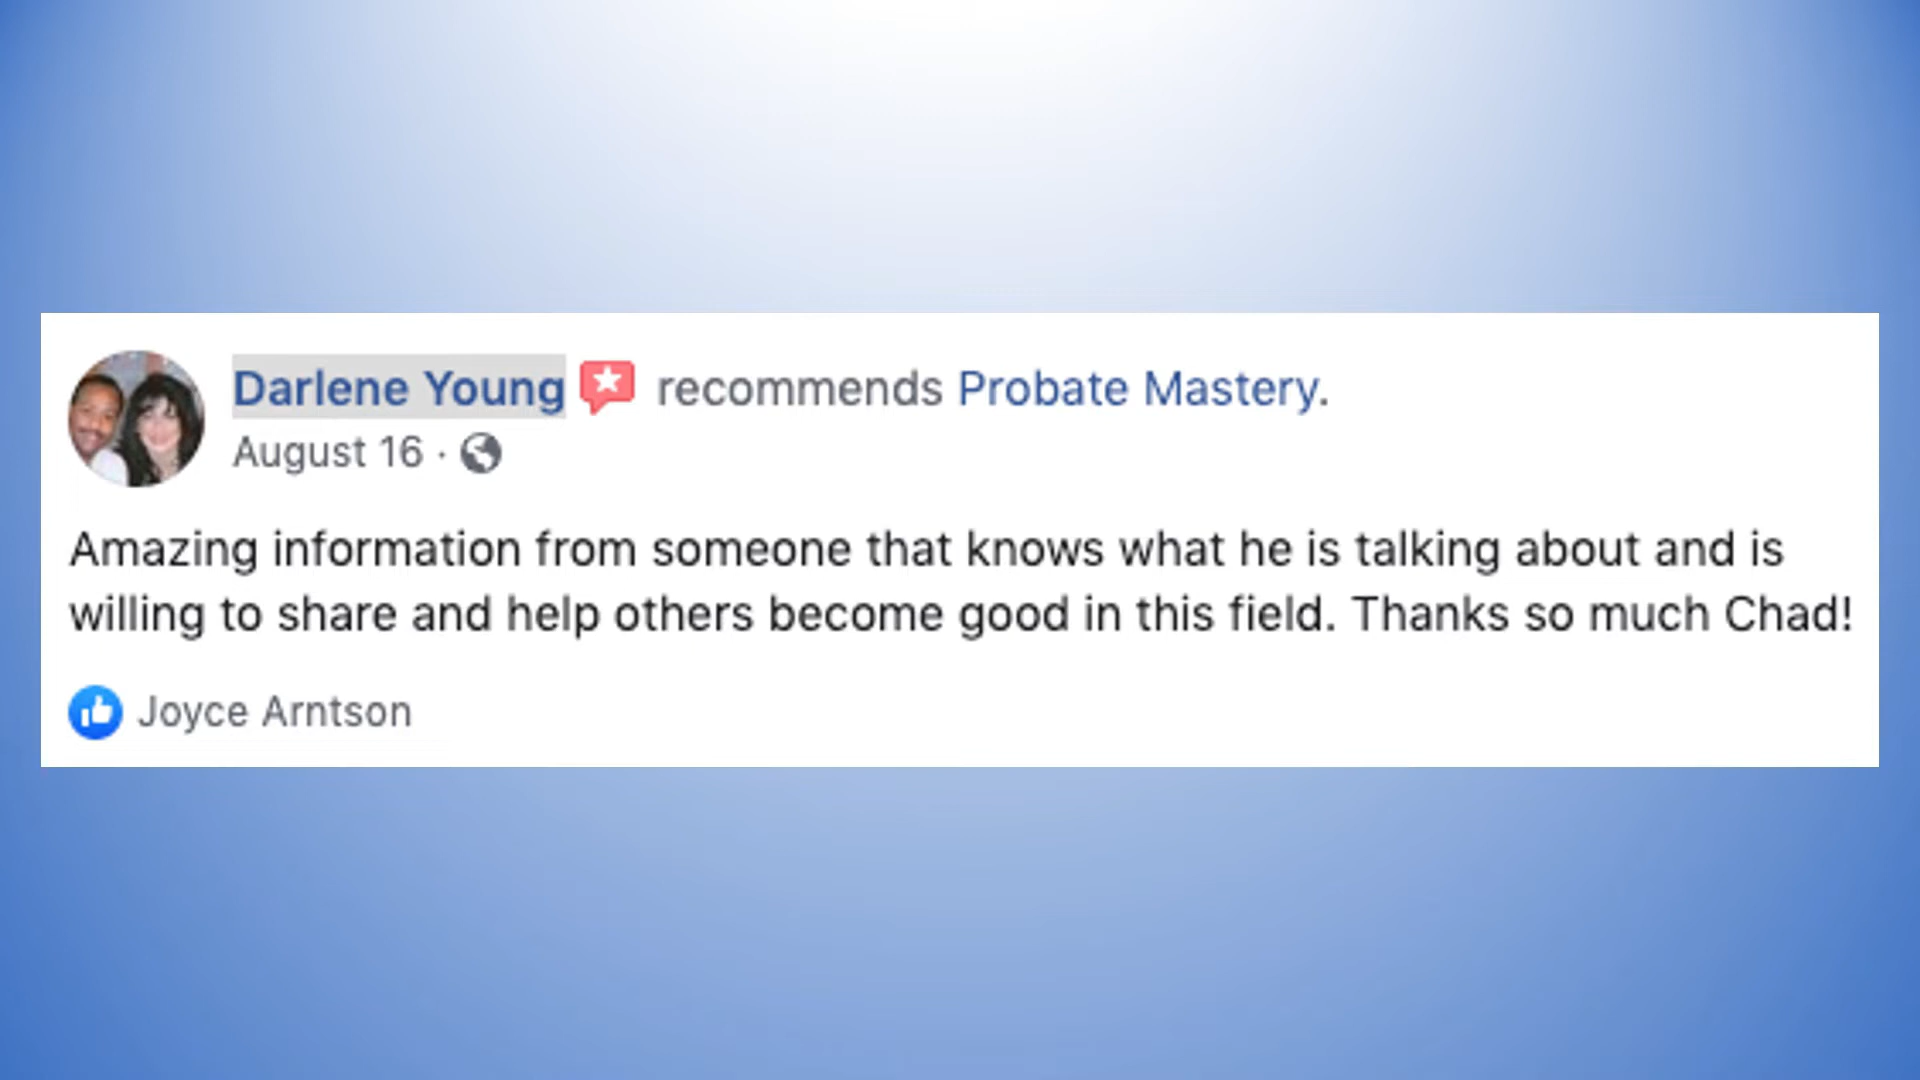 Darlene Young recommends Probate Mastery.
August 16 ·
Amazing information from someone that knows what he is talking about and is
willing to share and help others become good in this field. Thanks so much Chad!
Joyce Arntson